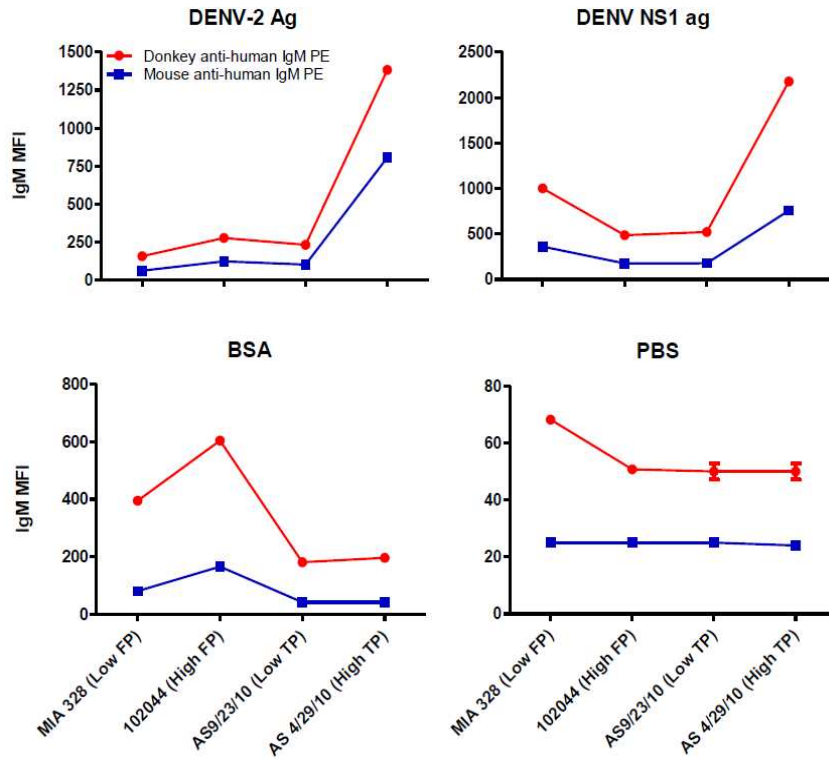 DENV-2 Ag
1500
1250
1000
750
500
250
0
IgM MFI
Donkey anti-human IgM PE
Mouse anti-human IgM PE
DENV NS1 ag
2500
2000
1500
1000
500
0
BSA
800
600
400
200
0
IgM MFI
MIA 328 (Low FP)
102044 (High FP)
AS9/23/10 (Low TP)
AS 4/29/10 (High TP)
PBS
80
60
40
20
0
MIA 328 (Low FP)
102044 (High FP)
AS9/23/10 (Low TP)
AS 4/29/10 (High TP)